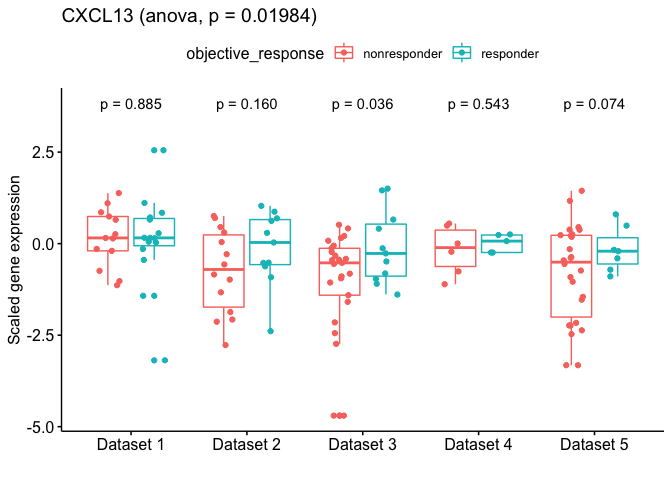 CXCL13 (anova, p = 0.01984)
objective_response nonresponder responder
p = 0.885 p = 0.160 p = 0.036 p = 0.543 p = 0.074
Scaled gene expression
2.5
0.0
-2.5
-5.0
Dataset 1 Dataset 2 Dataset 3 Dataset 4 Dataset 5